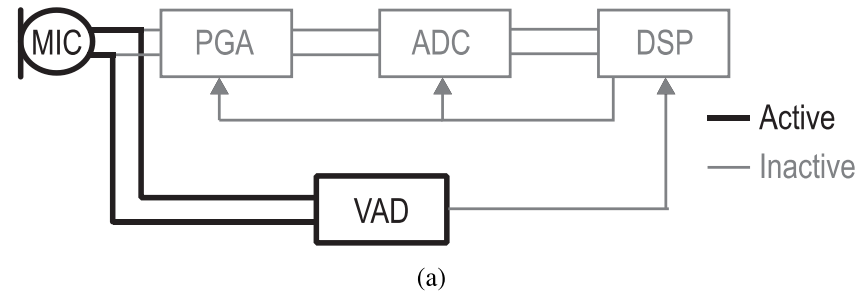 MIC
PGA
ADC
DSP
Active
Inactive
VAD
(a)